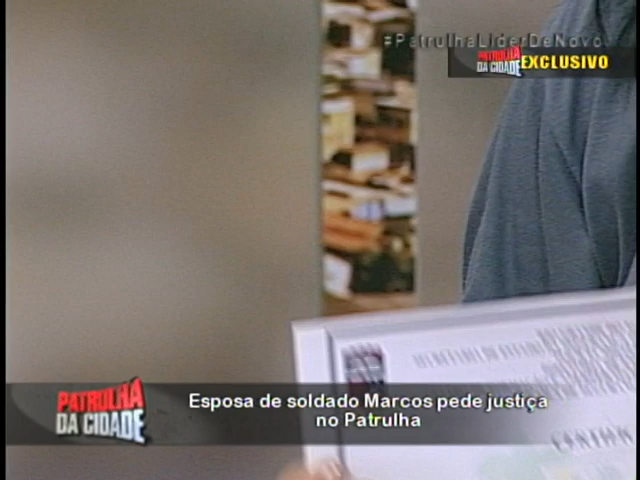 #PatrulhaLiderDeNovo
PATRULHA
DA CIDADE
EXCLUSIVO
PATRULHA
DA CIDADE
Esposa de soldado Marcos pede justiça
no Patrulha